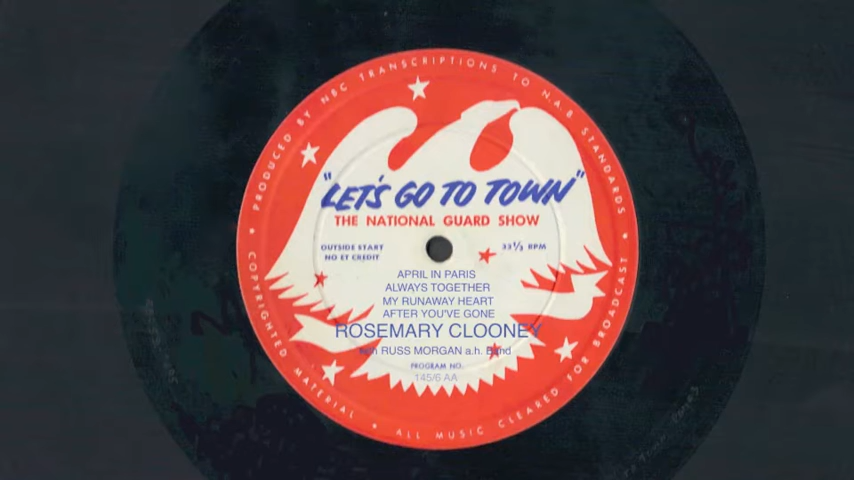 PRODUCED BY NBC TRANSCRIPTIONS TO N.A.B. STANDARDS
"LET'S GO TO TOWN"
THE NATIONAL GUARD SHOW
OUTSIDE START
NO ET CREDIT
33 1/3 RPM
APRIL IN PARIS
ALWAYS TOGETHER
MY RUNAWAY HEART
AFTER YOU'VE GONE
ROSEMARY CLOONEY
with RUSS MORGAN a.h. Band
PROGRAM NO.
145/6 AA
COPYRIGHTED MATERIAL • ALL MUSIC CLEARED FOR BROADCAST